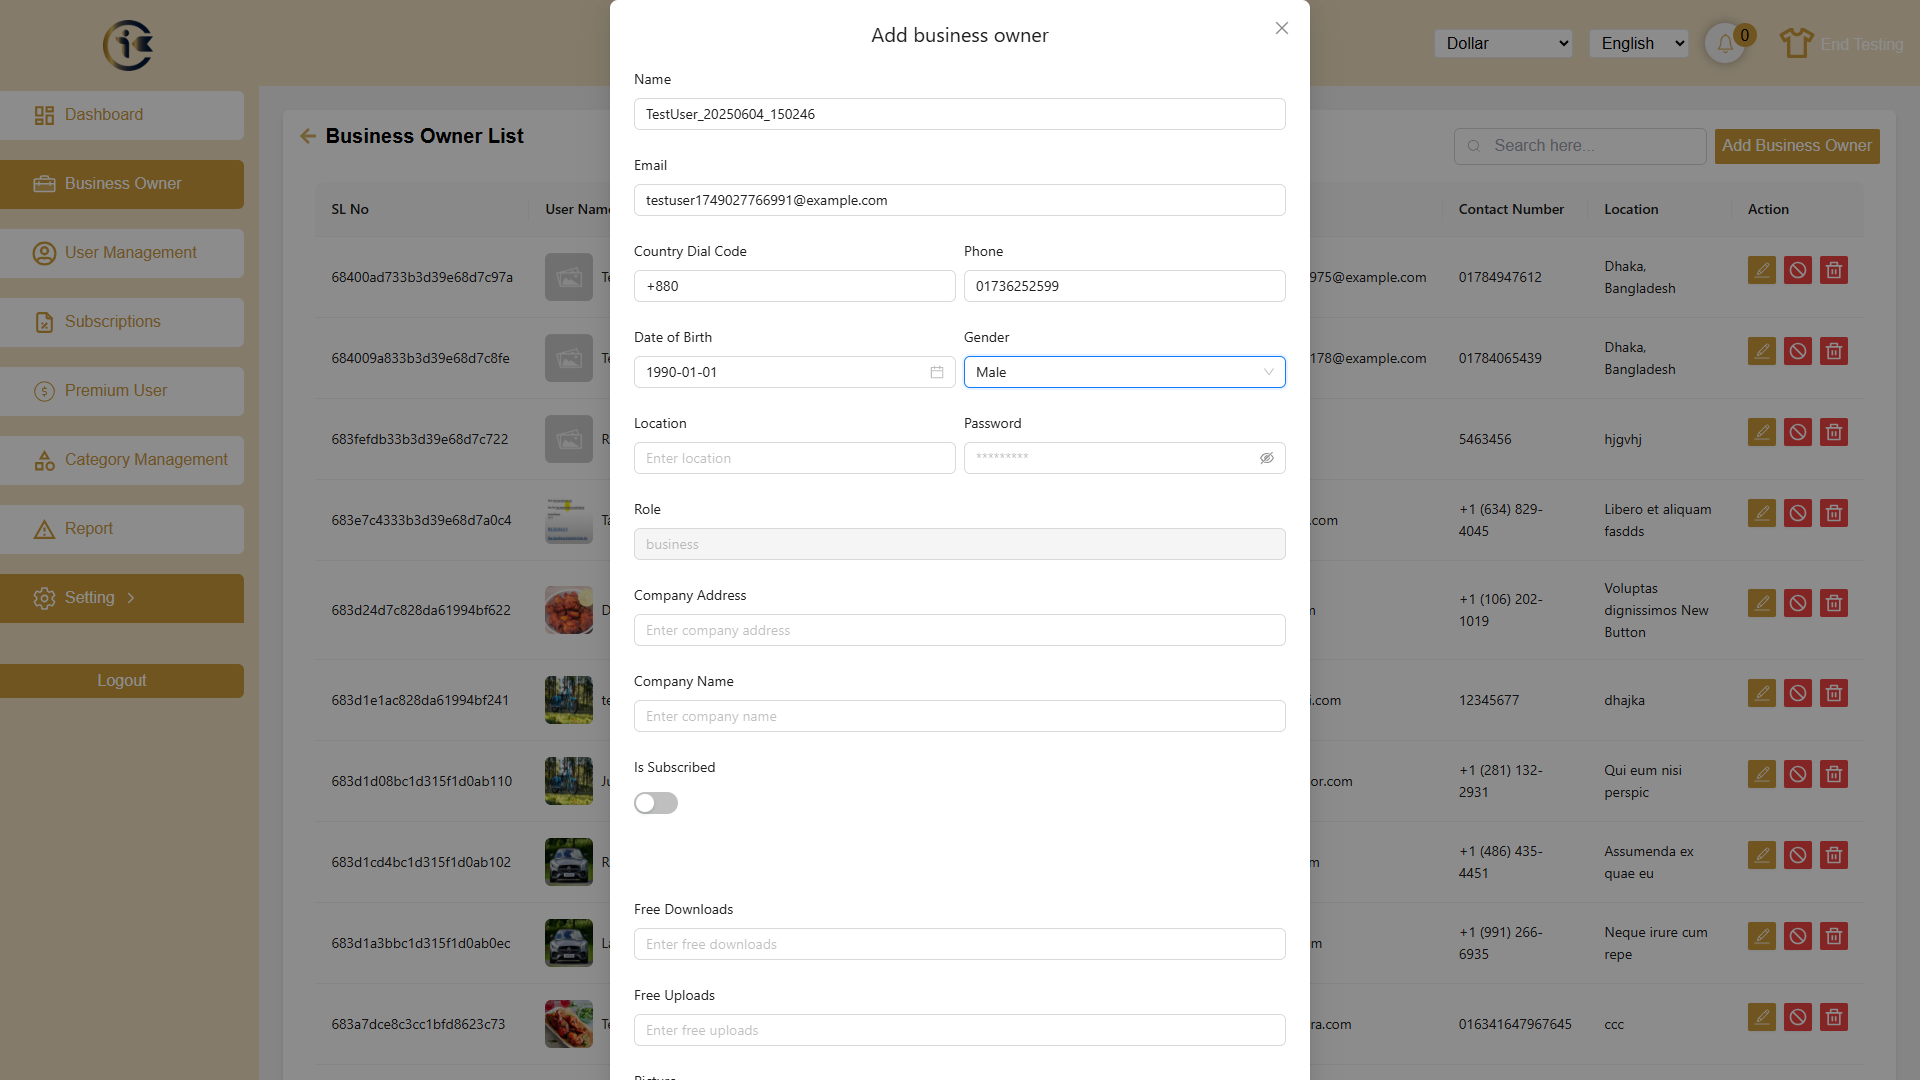 Dollar
English
0
End Testing
Dashboard
Business Owner
User Management
Subscriptions
Premium User
Category Management
Report
Setting
Logout
Business Owner List
Search here...
Add Business Owner
SL No
User Name
Contact Number
Location
Action
68400ad733b3d39e68d7c97a
975@example.com
01784947612
Dhaka,
Bangladesh
684009a833b3d39e68d7c8fe
178@example.com
01784065439
Dhaka,
Bangladesh
683fefdb33b3d39e68d7c722
R
5463456
hjgvhj
683e7c4333b3d39e68d7a0c4
Ta
.com
+1 (634) 829-
4045
Libero et aliquam
fasdds
683d24d7c828da61994bf622
D
+1 (106) 202-
1019
Voluptas
dignissimos New
Button
683d1e1ac828da61994bf241
te
i.com
12345677
dhajka
683d1d08bc1d315f1d0ab110
Ju
or.com
+1 (281) 132-
2931
Qui eum nisi
perspic
683d1cd4bc1d315f1d0ab102
R
m
+1 (486) 435-
4451
Assumenda ex
quae eu
683d1a3bbc1d315f1d0ab0ec
La
m
+1 (991) 266-
6935
Neque irure cum
repe
683a7dce8c3cc1bfd8623c73
Te
ra.com
016341647967645
ccc
Add business owner
Name
TestUser_20250604_150246
Email
testuser1749027766991@example.com
Country Dial Code
Phone
+880
01736252599
Date of Birth
Gender
1990-01-01
Male
Location
Password
Enter location
*********
Role
business
Company Address
Enter company address
Company Name
Enter company name
Is Subscribed
Free Downloads
Enter free downloads
Free Uploads
Enter free uploads
Picture